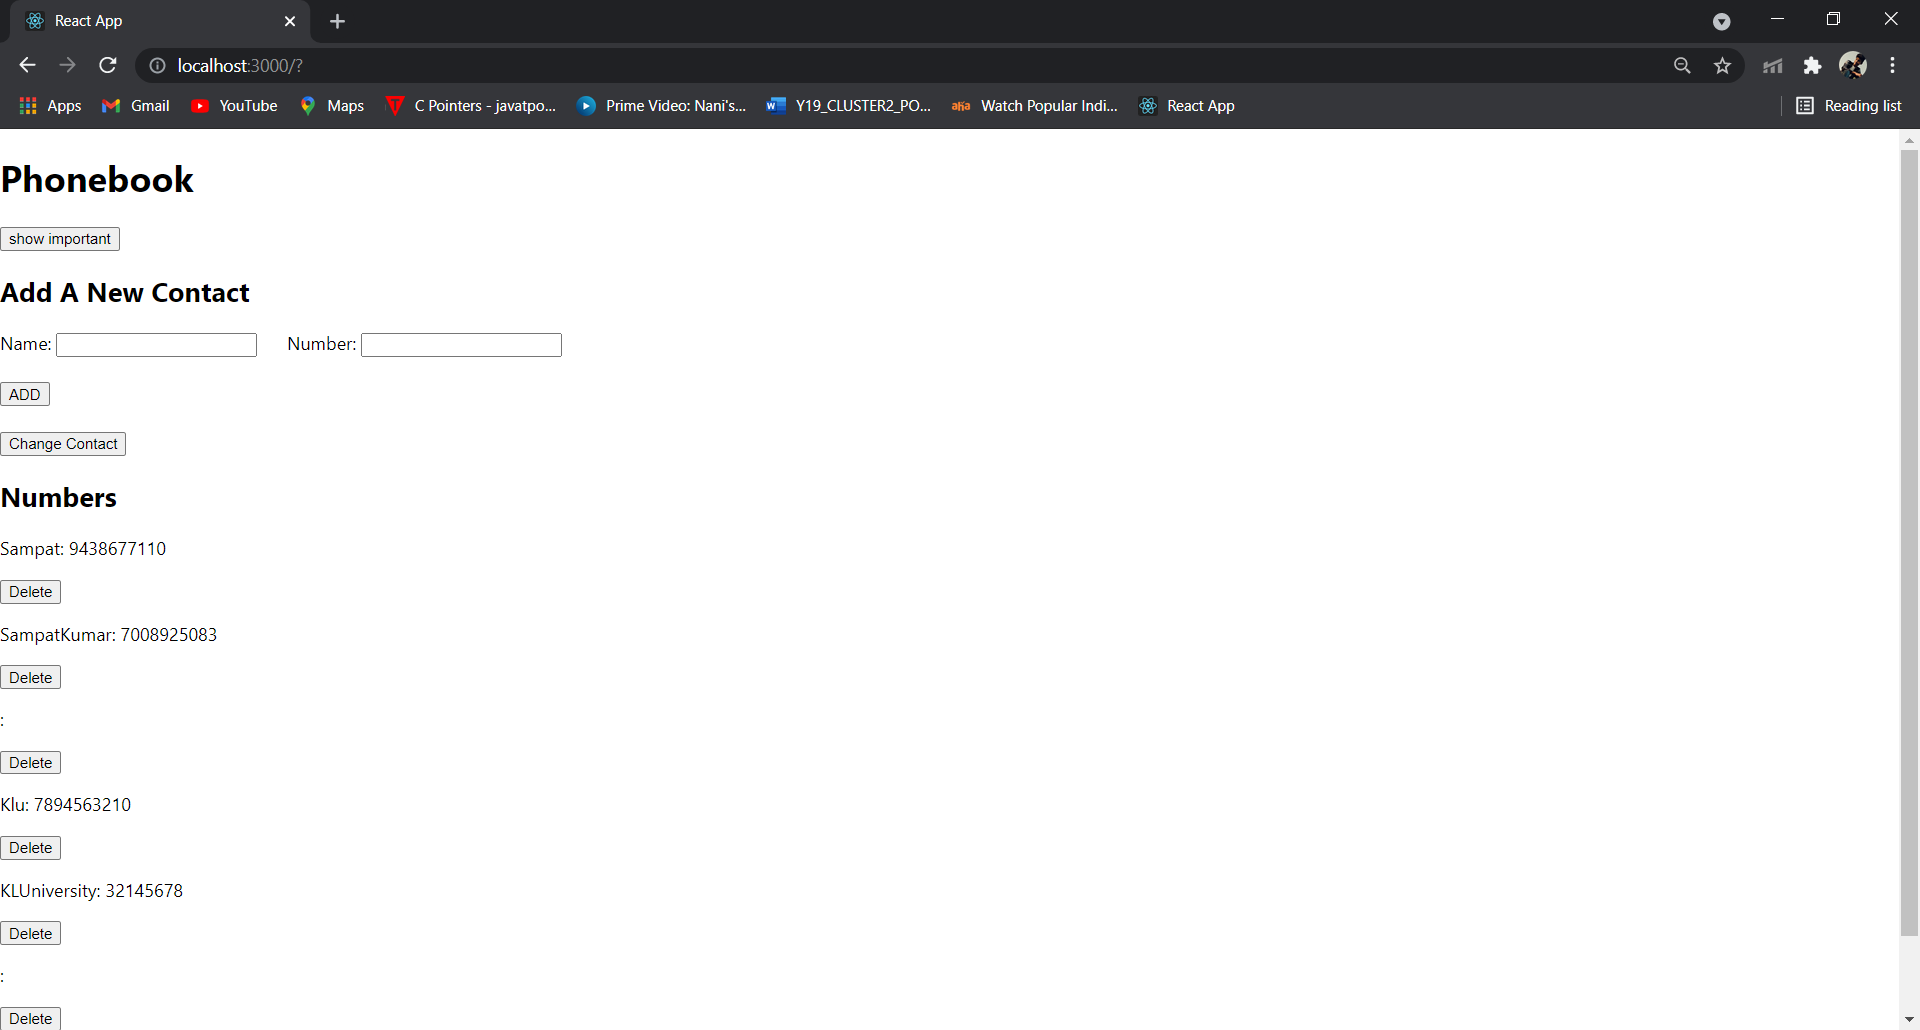 React App
localhost:3000/?
Apps Gmail YouTube Maps C Pointers - javatpo... Prime Video: Nani's... Y19_CLUSTER2_PO... aha Watch Popular Indi... React App Reading list
Phonebook
show important
Add A New Contact
Name: Number:
ADD
Change Contact
Numbers
Sampat: 9438677110
Delete
SampatKumar: 7008925083
Delete
:
Delete
Klu: 7894563210
Delete
KLUniversity: 32145678
Delete
:
Delete